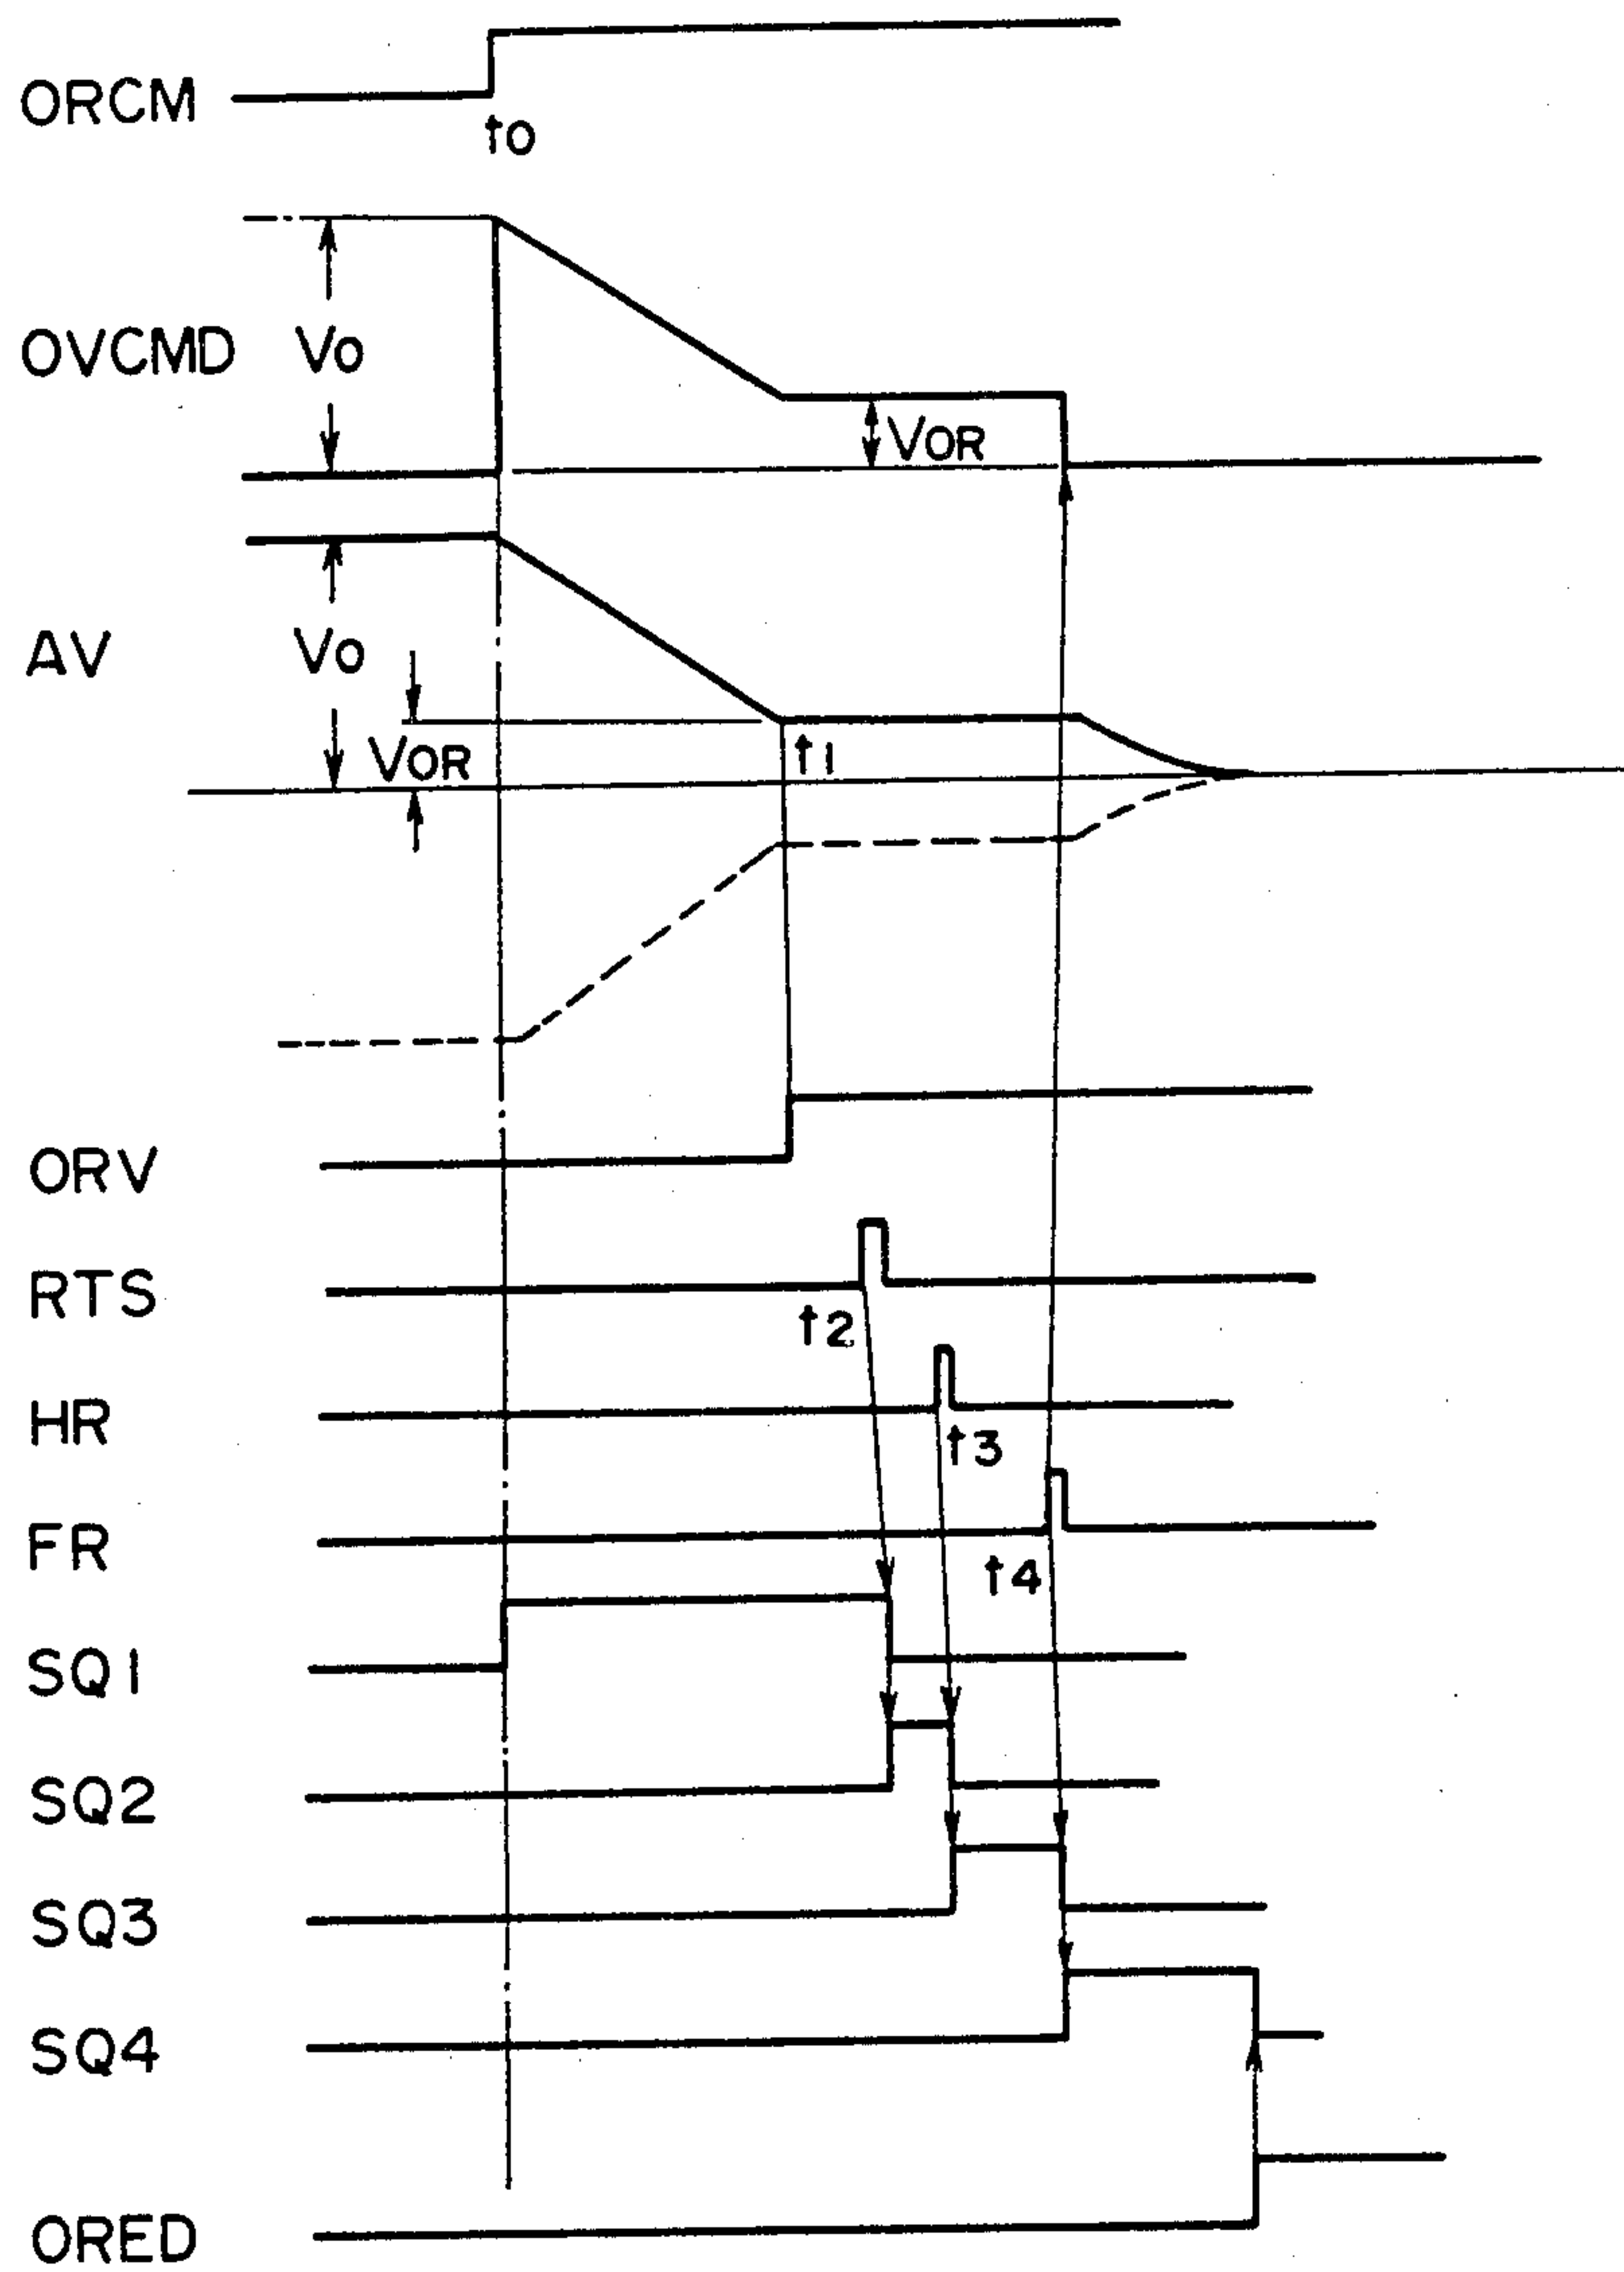 ORCM
to
OVCMD Vo
VOR
AV Vo
VOR
t1
ORV
RTS
t2
HR
t3
FR
t4
SQ1
SQ2
SQ3
SQ4
ORED